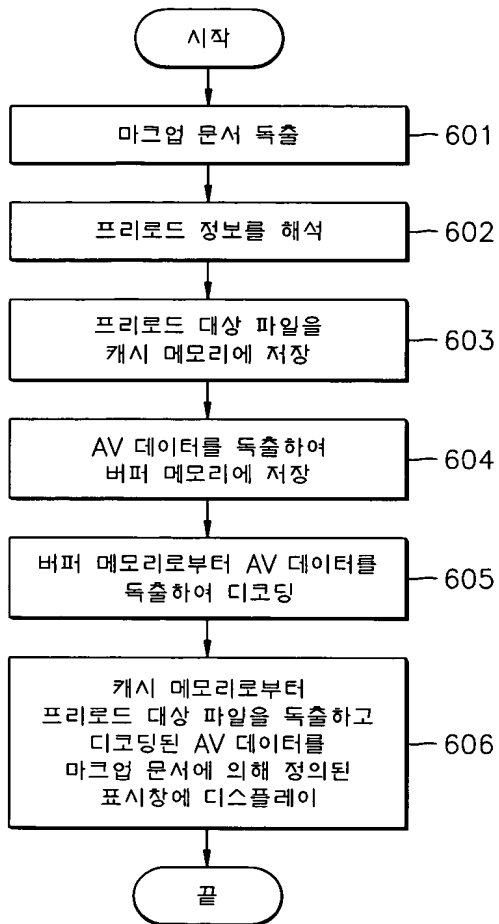 시작
마크업 문서 독출
601
프리로드 정보를 해석
602
프리로드 대상 파일을
캐시 메모리에 저장
603
AV 데이터를 독출하여
버퍼 메모리에 저장
604
버퍼 메모리로부터 AV 데이터를
독출하여 디코딩
605
캐시 메모리로부터
프리로드 대상 파일을 독출하고
디코딩된 AV 데이터를
마크업 문서에 의해 정의된
표시창에 디스플레이
606
끝